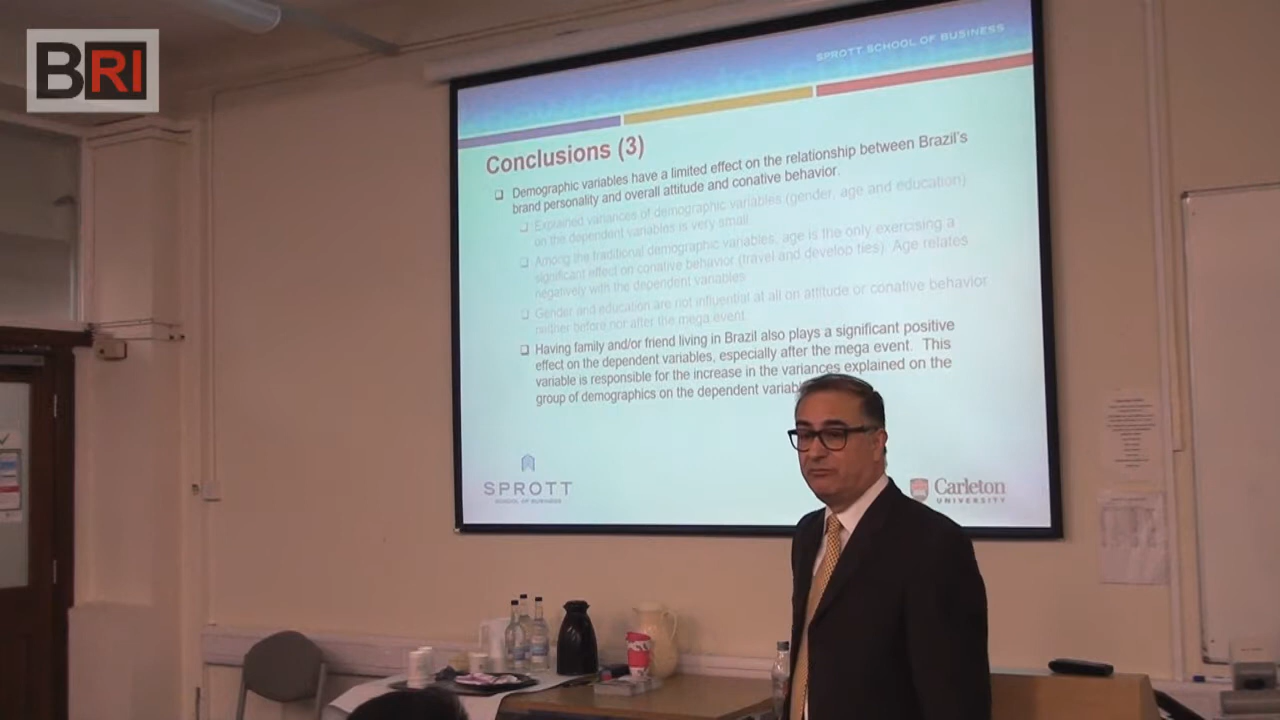 BRI
SPROTT SCHOOL OF BUSINESS
Conclusions (3)
Demographic variables have a limited effect on the relationship between Brazil's
brand personality and overall attitude and conative behavior.
Explained variances of demographic variables (gender, age and education)
on the dependent variables is very small.
Among the traditional demographic variables, age is the only exercising a
significant effect on conative behavior (travel and develop ties). Age relates
negatively with the dependent variables.
Gender and education are not influential at all on attitude or conative behavior
neither before nor after the mega event.
Having family and/or friend living in Brazil also plays a significant positive
effect on the dependent variables, especially after the mega event. This
variable is responsible for the increase in the variances explained on the
group of demographics on the dependent
SPROTT
SCHOOL OF BUSINESS
Carleton
UNIVERSITY